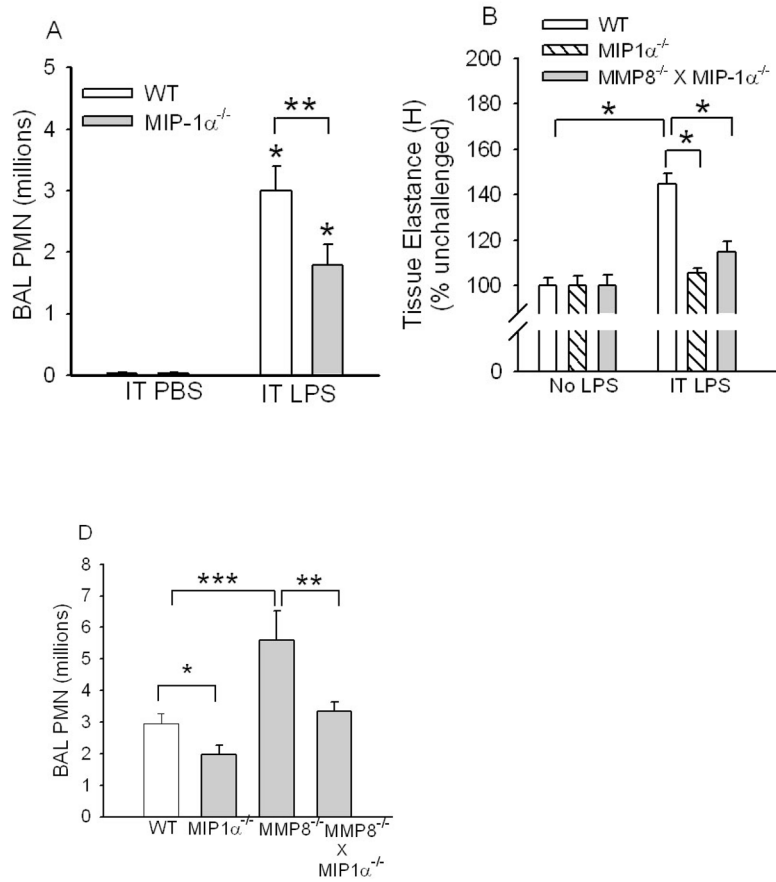 A
BAL PMN (millions)
5
4
3
2
1
0
WT
MIP-1α-/-
**
*
*
IT PBS
IT LPS
B
Tissue Elastance (H)
(% unchallenged)
200
180
160
140
120
100
0
WT
MIP1α-/-
MMP8-/- X MIP-1α-/-
*
*
*
No LPS
IT LPS
D
BAL PMN (millions)
8
7
6
5
4
3
2
1
0
***
**
*
WT
MIP1α-/-
MMP8-/-
MMP8-/-
X
MIP1α-/-